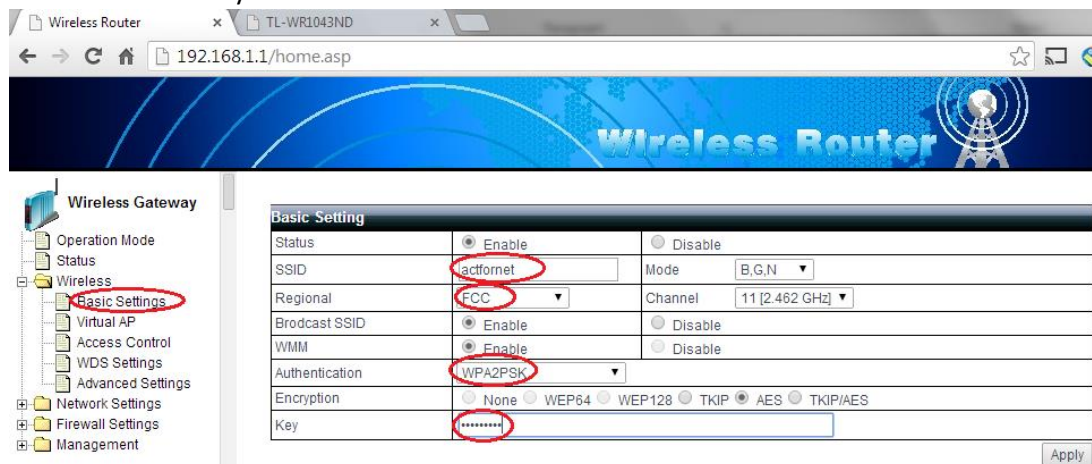 Wireless Router
TL-WR1043ND
192.168.1.1/home.asp
Wireless Router
Wireless Gateway
Operation Mode
Status
Wireless
Basic Settings
Virtual AP
Access Control
WDS Settings
Advanced Settings
Network Settings
Firewall Settings
Management
Basic Setting
Status Enable Disable
SSID actfornet Mode B,G,N
Regional FCC Channel 11 [2.462 GHz]
Brodcast SSID Enable Disable
WMM Enable Disable
Authentication WPA2PSK
Encryption None WEP64 WEP128 TKIP AES TKIP/AES
Key •••••••••
Apply